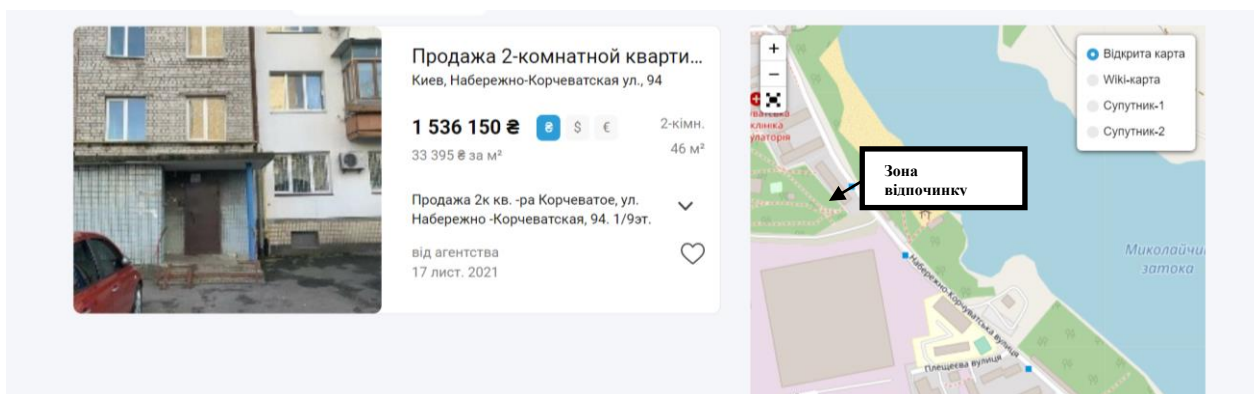 Продажа 2-комнатной кварти...
Киев, Набережно-Корчеватская ул., 94
1 536 150 ₴ ₴ $ €
2-кімн.
33 395 ₴ за м²
46 м²
Продажа 2к кв. -ра Корчеватое, ул.
Набережно -Корчеватская, 94. 1/9эт.
від агентства
17 лист. 2021
+
−
Відкрита карта
Wiki-карта
Супутник-1
Супутник-2
Зона
відпочинку
Миколайчи
затока
Набережно-Корчуватська вулиця
Плещеєва вулиця